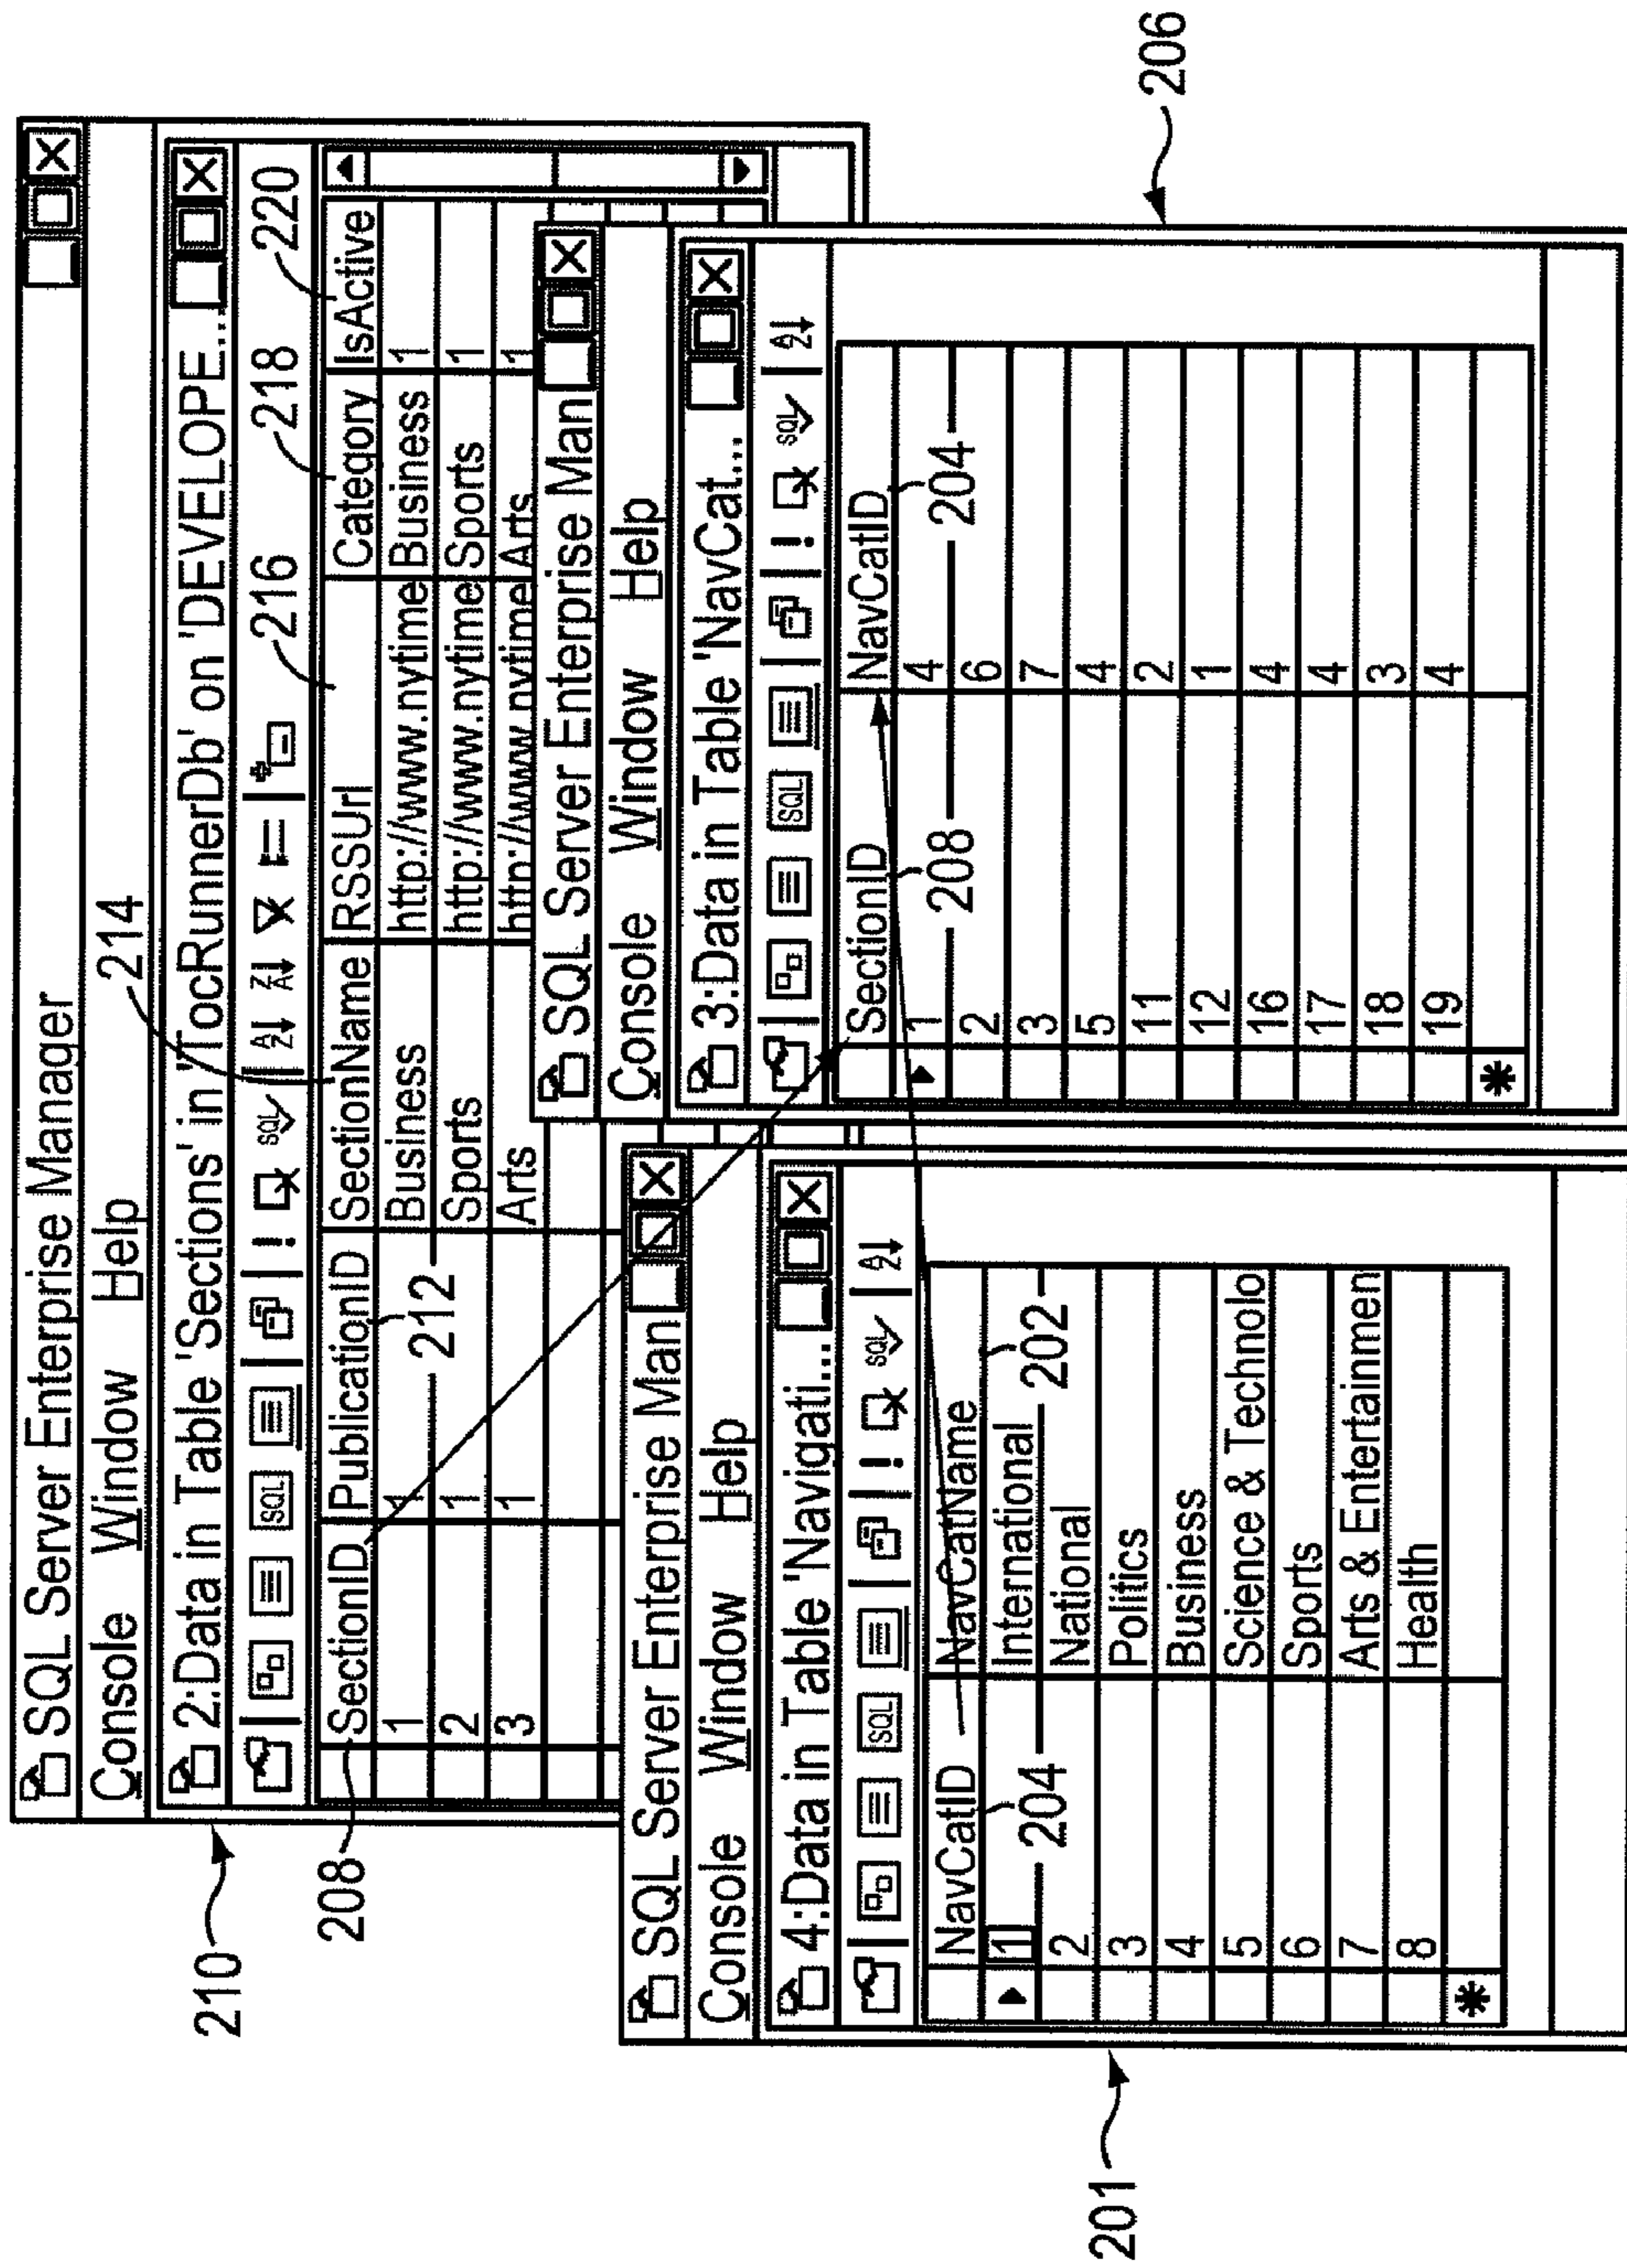 SQL Server Enterprise Manager
Console Window Help
214
2:Data in Table 'Sections' in 'TocRunnerDb' on 'DEVELOPE...
210
SQL
SQL
216
218
220
208
SectionID PublicationID SectionName RSSUrl Category IsActive
1 1 Business http://www.nytime Business 1
212
2 1 Sports http://www.nytime Sports 1
3 1 Arts http://www.nytime Arts 1
SQL Server Enterprise Man
Console Window Help
4:Data in Table 'Navigati...
SQL
SQL
NavCatID NavCatName
1 International
204
202
2 National
3 Politics
4 Business
5 Science & Technolo
6 Sports
7 Arts & Entertainmen
8 Health
201
SQL Server Enterprise Man
Console Window Help
3:Data in Table 'NavCat...
SQL
SQL
SectionID NavCatID
1 4
208
204
2 6
3 7
5 4
11 2
12 1
16 4
17 4
18 3
19 4
206